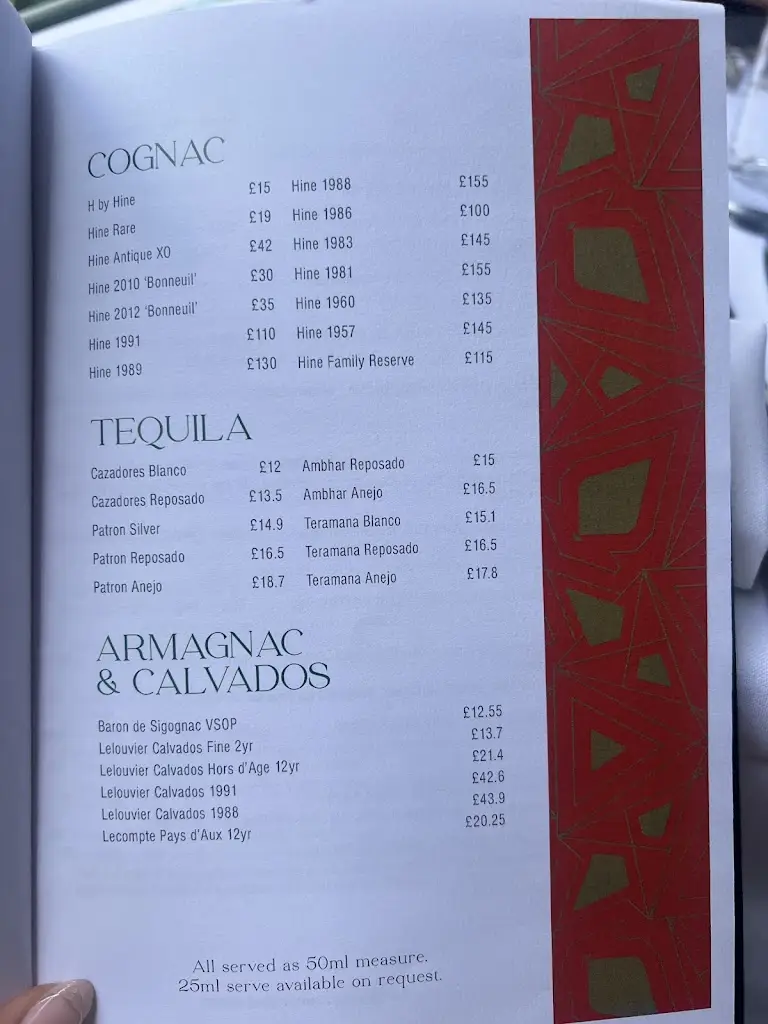 COGNAC
H by Hine £15 Hine 1988 £155
Hine Rare £19 Hine 1986 £100
Hine Antique XO £42 Hine 1983 £145
Hine 2010 'Bonneuil' £30 Hine 1981 £155
Hine 2012 'Bonneuil' £35 Hine 1960 £135
Hine 1991 £110 Hine 1957 £145
Hine 1989 £130 Hine Family Reserve £115
TEQUILA
Cazadores Blanco £12 Ambhar Reposado £15
Cazadores Reposado £13.5 Ambhar Anejo £16.5
Patron Silver £14.9 Teramana Blanco £15.1
Patron Reposado £16.5 Teramana Reposado £16.5
Patron Anejo £18.7 Teramana Anejo £17.8
ARMAGNAC
& CALVADOS
Baron de Sigognac VSOP £12.55
Lelouvier Calvados Fine 2yr £13.7
Lelouvier Calvados Hors d'Age 12yr £21.4
Lelouvier Calvados 1991 £42.6
Lelouvier Calvados 1988 £43.9
Lecompte Pays d'Aux 12yr £20.25
All served as 50ml measure.
25ml serve available on request.